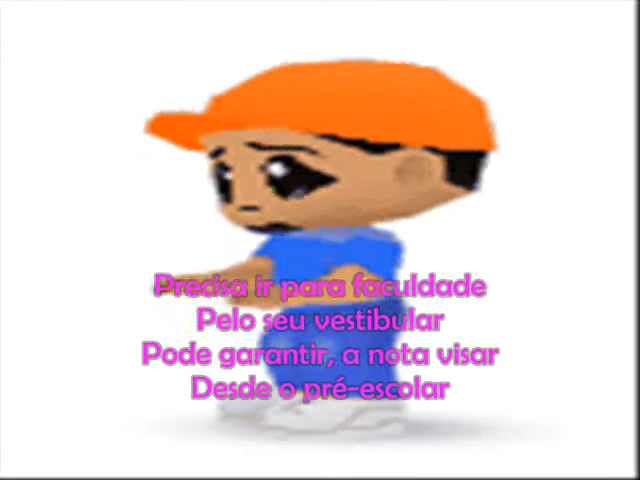 Precisa ir para faculdade
Pelo seu vestibular
Pode garantir, a nota visar
Desde o pré-escolar